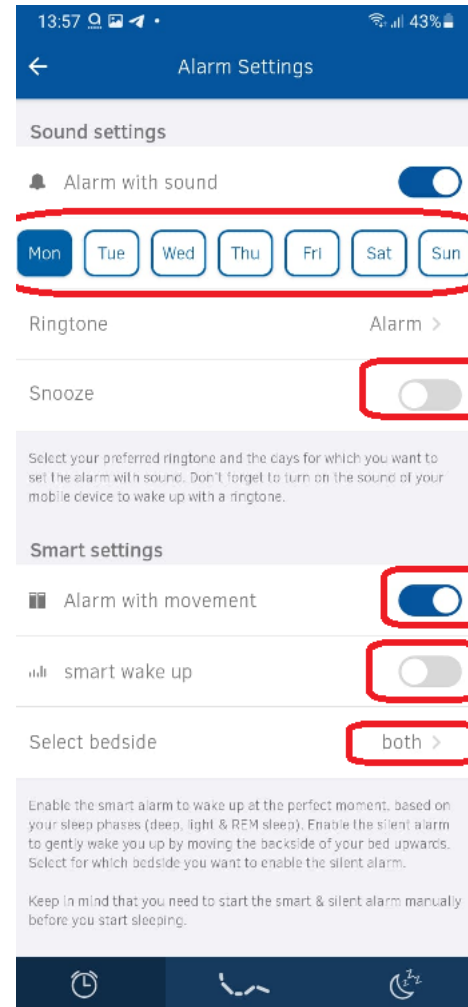 13:57 43%
Alarm Settings
Sound settings
Alarm with sound
Mon Tue Wed Thu Fri Sat Sun
Ringtone Alarm >
Snooze
Select your preferred ringtone and the days for which you want to
set the alarm with sound. Don't forget to turn on the sound of your
mobile device to wake up with a ringtone.
Smart settings
Alarm with movement
smart wake up
Select bedside both >
Enable the smart alarm to wake up at the perfect moment, based on
your sleep phases (deep, light & REM sleep). Enable the silent alarm
to gently wake you up by moving the backside of your bed upwards.
Select for which bedside you want to enable the silent alarm.
Keep in mind that you need to start the smart & silent alarm manually
before you start sleeping.